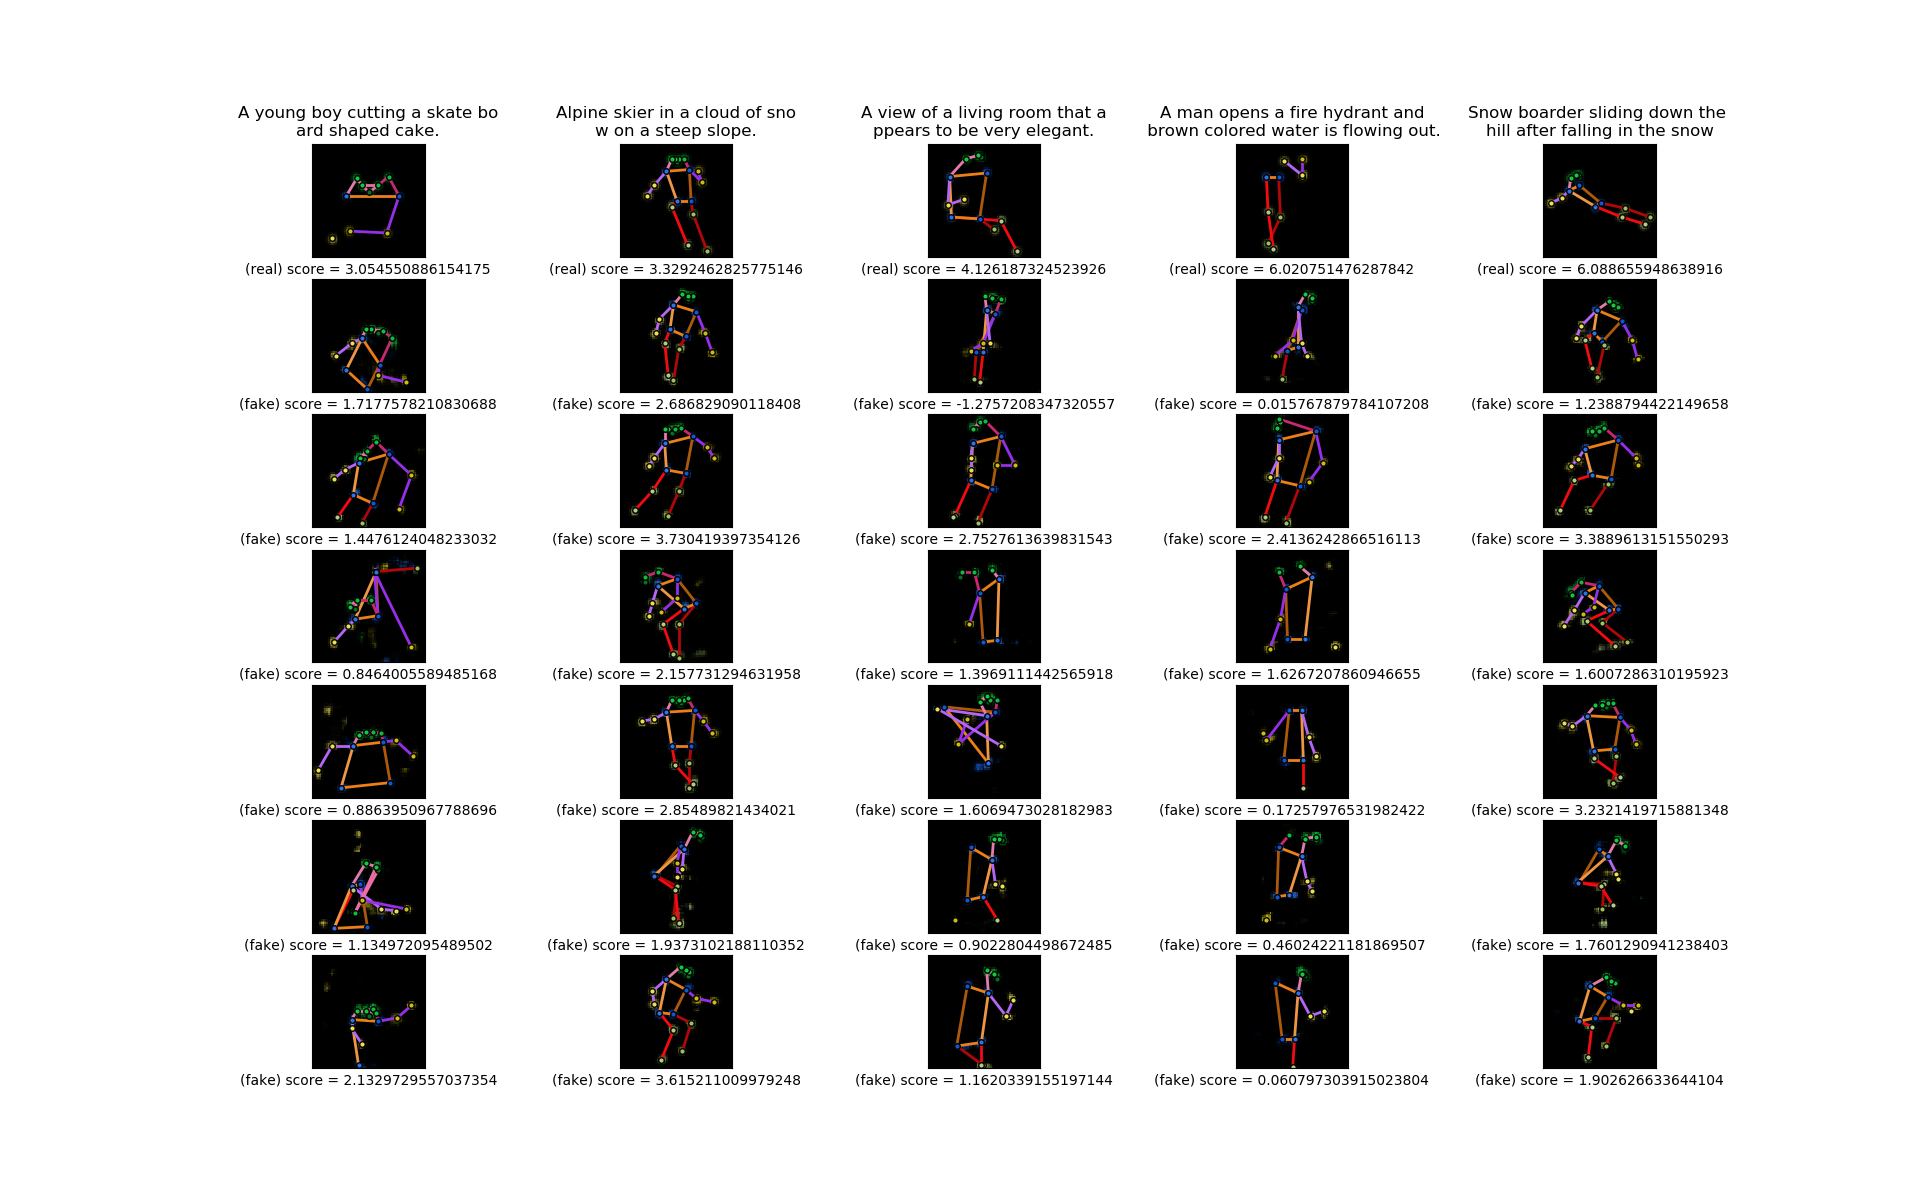 A young boy cutting a skate bo
ard shaped cake.
Alpine skier in a cloud of sno
w on a steep slope.
A view of a living room that a
ppears to be very elegant.
A man opens a fire hydrant and
brown colored water is flowing out.
Snow boarder sliding down the
hill after falling in the snow
(real) score = 3.054550886154175
(real) score = 3.3292462825775146
(real) score = 4.126187324523926
(real) score = 6.020751476287842
(real) score = 6.088655948638916
(fake) score = 1.7177578210830688
(fake) score = 2.686829090118408
(fake) score = -1.2757208347320557
(fake) score = 0.015767879784107208
(fake) score = 1.2388794422149658
(fake) score = 1.4476124048233032
(fake) score = 3.730419397354126
(fake) score = 2.7527613639831543
(fake) score = 2.4136242866516113
(fake) score = 3.3889613151550293
(fake) score = 0.8464005589485168
(fake) score = 2.157731294631958
(fake) score = 1.3969111442565918
(fake) score = 1.6267207860946655
(fake) score = 1.6007286310195923
(fake) score = 0.8863950967788696
(fake) score = 2.85489821434021
(fake) score = 1.6069473028182983
(fake) score = 0.17257976531982422
(fake) score = 3.2321419715881348
(fake) score = 1.134972095489502
(fake) score = 1.9373102188110352
(fake) score = 0.9022804498672485
(fake) score = 0.46024221181869507
(fake) score = 1.7601290941238403
(fake) score = 2.1329729557037354
(fake) score = 3.615211009979248
(fake) score = 1.1620339155197144
(fake) score = 0.060797303915023804
(fake) score = 1.902626633644104